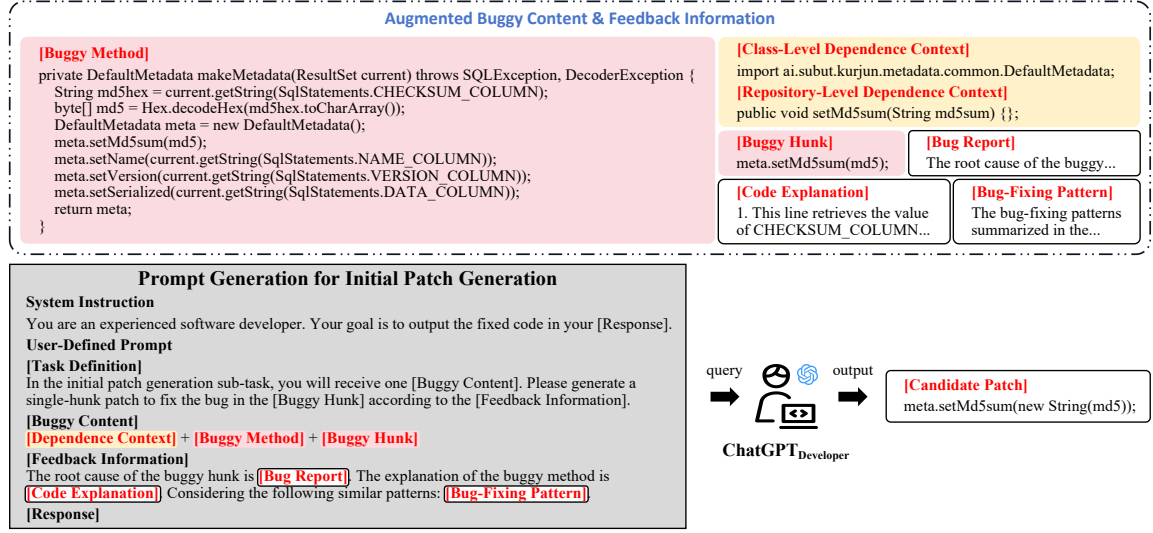 Augmented Buggy Content & Feedback Information
[Buggy Method]
private DefaultMetadata makeMetadata(ResultSet current) throws SQLException, DecoderException {
String md5hex = current.getString(SqlStatements.CHECKSUM_COLUMN);
byte[] md5 = Hex.decodeHex(md5hex.toCharArray());
DefaultMetadata meta = new DefaultMetadata();
meta.setMd5sum(md5);
meta.setName(current.getString(SqlStatements.NAME_COLUMN));
meta.setVersion(current.getString(SqlStatements.VERSION_COLUMN));
meta.setSerialized(current.getString(SqlStatements.DATA_COLUMN));
return meta;
}
[Class-Level Dependence Context]
import ai.subut.kurjun.metadata.common.DefaultMetadata;
[Repository-Level Dependence Context]
public void setMd5sum(String md5sum) {};
[Buggy Hunk]
meta.setMd5sum(md5);
[Bug Report]
The root cause of the buggy...
[Code Explanation]
1. This line retrieves the value
of CHECKSUM_COLUMN...
[Bug-Fixing Pattern]
The bug-fixing patterns
summarized in the...
Prompt Generation for Initial Patch Generation
System Instruction
You are an experienced software developer. Your goal is to output the fixed code in your [Response].
User-Defined Prompt
[Task Definition]
In the initial patch generation sub-task, you will receive one [Buggy Content]. Please generate a
single-hunk patch to fix the bug in the [Buggy Hunk] according to the [Feedback Information].
[Buggy Content]
[Dependence Context] + [Buggy Method] + [Buggy Hunk]
[Feedback Information]
The root cause of the buggy hunk is [Bug Report]. The explanation of the buggy method is
[Code Explanation]. Considering the following similar patterns: [Bug-Fixing Pattern].
[Response]
query
output
ChatGPT Developer
[Candidate Patch]
meta.setMd5sum(new String(md5));